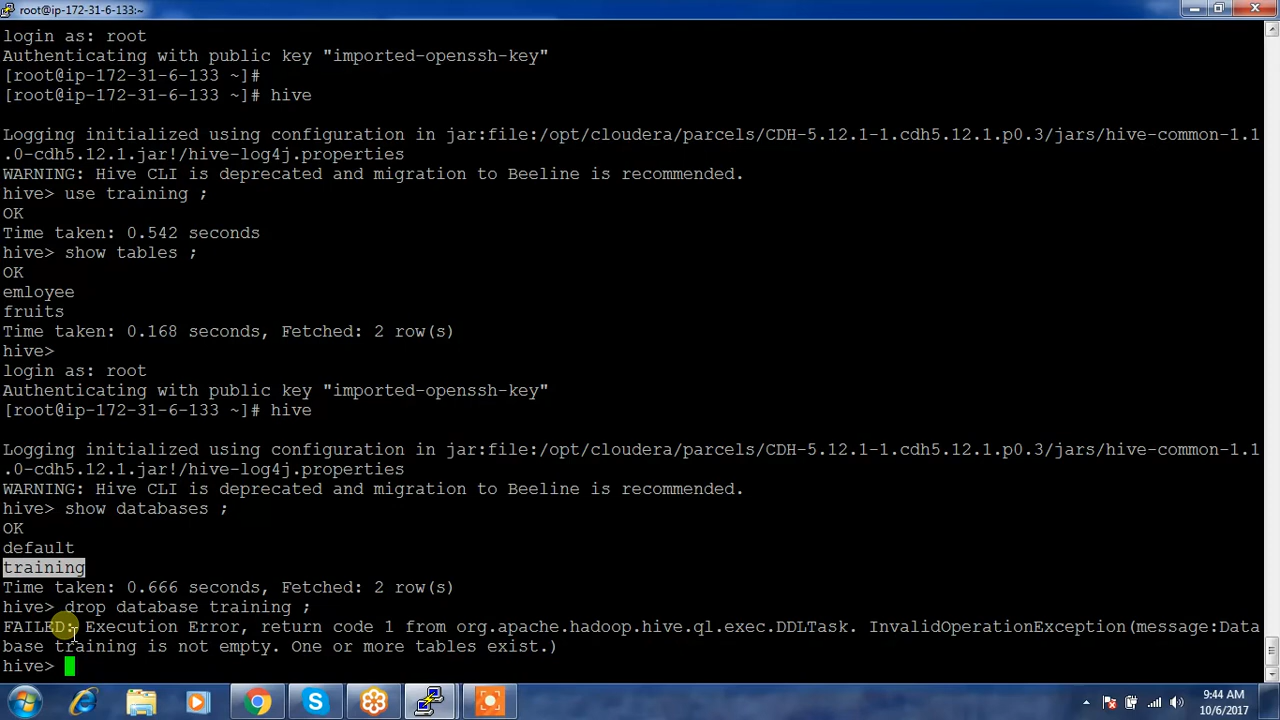 root@ip-172-31-6-133:~
login as: root
Authenticating with public key "imported-openssh-key"
[root@ip-172-31-6-133 ~]#
[root@ip-172-31-6-133 ~]# hive
Logging initialized using configuration in jar:file:/opt/cloudera/parcels/CDH-5.12.1-1.cdh5.12.1.p0.3/jars/hive-common-1.1
.0-cdh5.12.1.jar!/hive-log4j.properties
WARNING: Hive CLI is deprecated and migration to Beeline is recommended.
hive> use training ;
OK
Time taken: 0.542 seconds
hive> show tables ;
OK
emloyee
fruits
Time taken: 0.168 seconds, Fetched: 2 row(s)
hive>
login as: root
Authenticating with public key "imported-openssh-key"
[root@ip-172-31-6-133 ~]# hive
Logging initialized using configuration in jar:file:/opt/cloudera/parcels/CDH-5.12.1-1.cdh5.12.1.p0.3/jars/hive-common-1.1
.0-cdh5.12.1.jar!/hive-log4j.properties
WARNING: Hive CLI is deprecated and migration to Beeline is recommended.
hive> show databases ;
OK
default
training
Time taken: 0.666 seconds, Fetched: 2 row(s)
hive> drop database training ;
FAILED: Execution Error, return code 1 from org.apache.hadoop.hive.ql.exec.DDLTask. InvalidOperationException(message:Data
base training is not empty. One or more tables exist.)
hive>
9:44 AM
10/6/2017